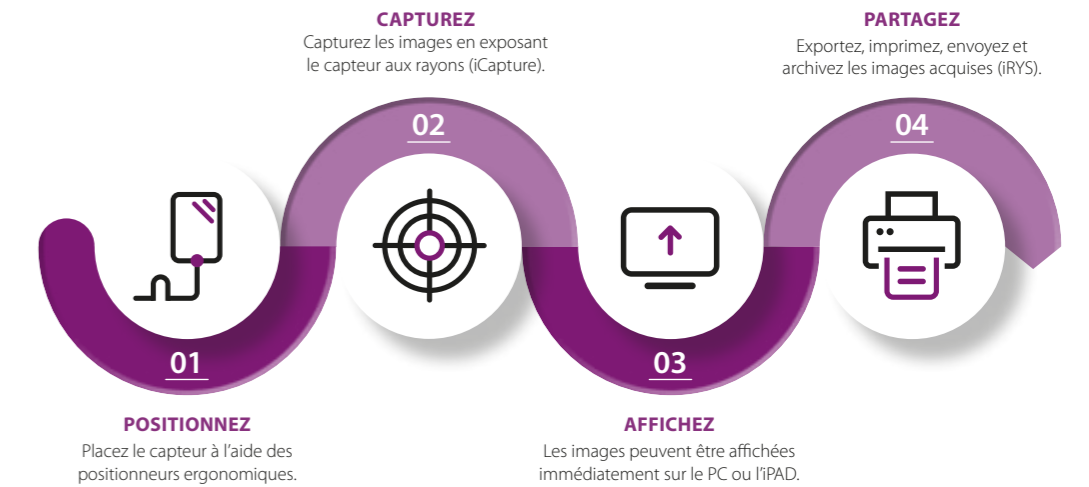 CAPTUREZ
Capturez les images en exposant
le capteur aux rayons (iCapture).
PARTAGEZ
Exportez, imprimez, envoyez et
archivez les images acquises (iRYS).
02
04
01
03
POSITIONNEZ
Placez le capteur à l’aide des
positionneurs ergonomiques.
AFFICHEZ
Les images peuvent être affichées
immédiatement sur le PC ou l’iPAD.